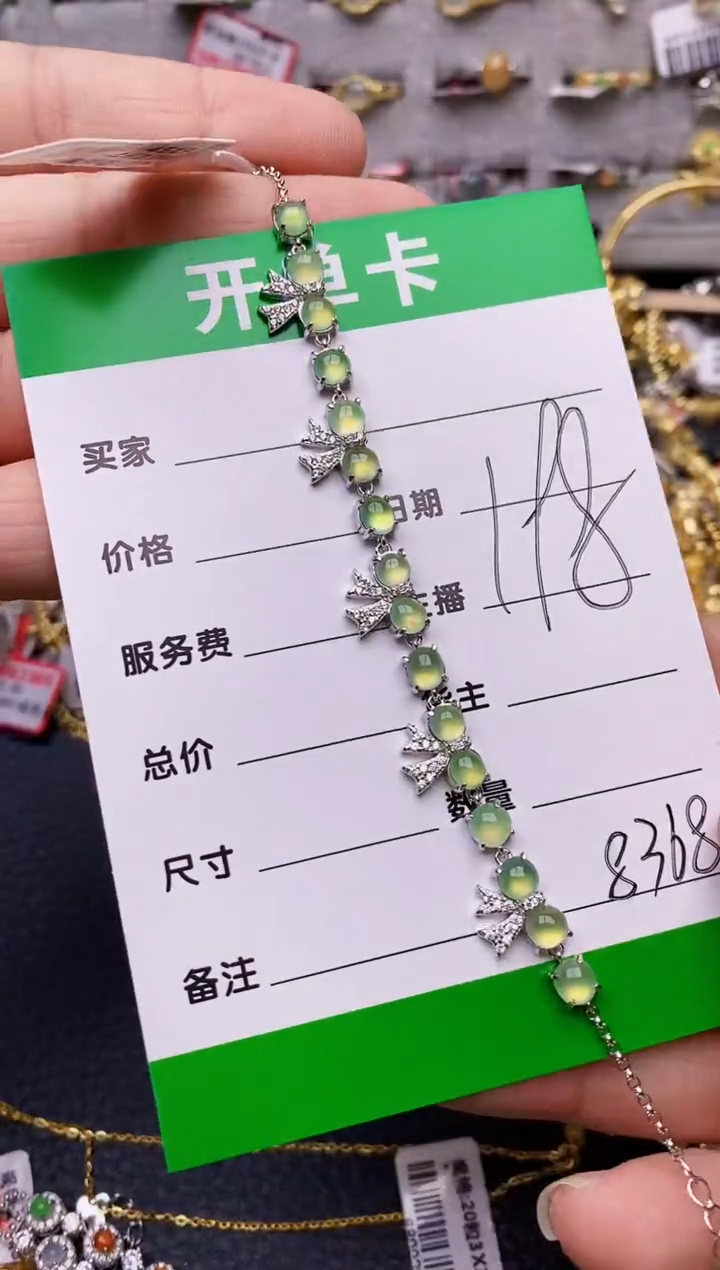 开单卡
买家
价格 日期
服务费 主播
总价 货主
尺寸 数量
8368
备注